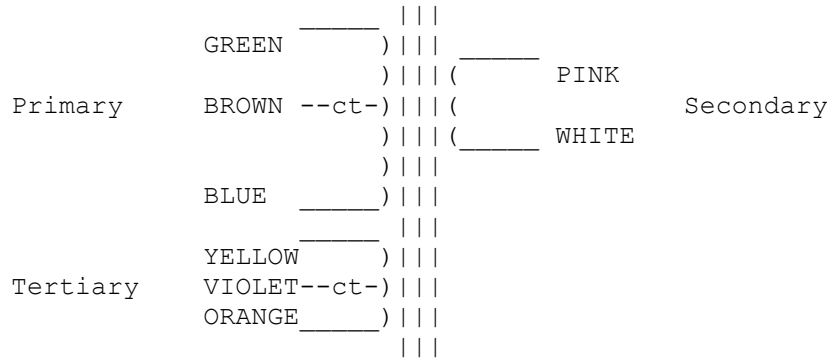 GREEN
PINK
Primary BROWN --ct- Secondary
WHITE
BLUE
YELLOW
Tertiary VIOLET--ct-
ORANGE